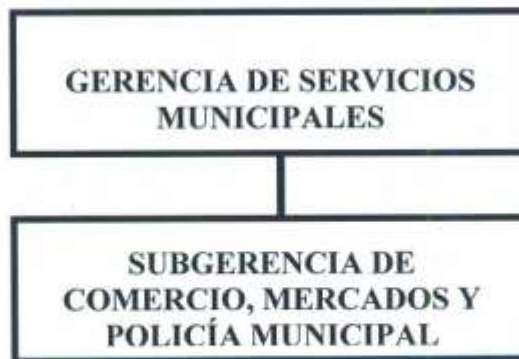 GERENCIA DE SERVICIOS
MUNICIPALES
SUBGERENCIA DE
COMERCIO, MERCADOS Y
POLICÍA MUNICIPAL